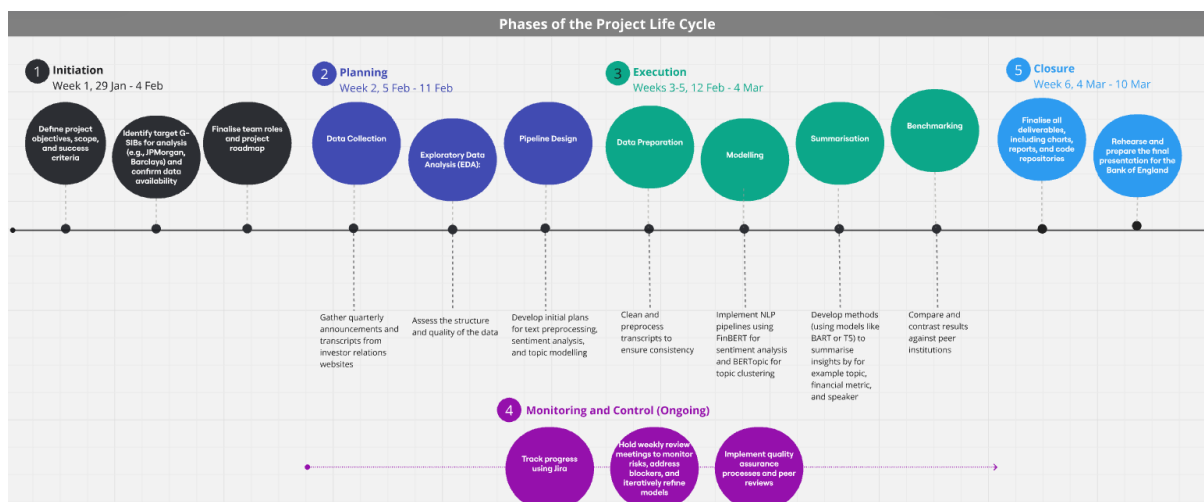 Phases of the Project Life Cycle
1 Initiation
Week 1, 29 Jan - 4 Feb
Define project
objectives, scope,
and success
criteria
Identify target G-
SIBs for analysis
(e.g., JPMorgan,
Barclays) and
confirm data
availability
Finalise team roles
and project
roadmap
2 Planning
Week 2, 5 Feb - 11 Feb
Data Collection
Exploratory Data
Analysis (EDA):
Pipeline Design
3 Execution
Weeks 3-5, 12 Feb - 4 Mar
Data Preparation
Modelling
Summarisation
Benchmarking
5 Closure
Week 6, 4 Mar - 10 Mar
Finalise all
deliverables,
including charts,
reports, and code
repositories
Rehearse and
prepare the final
presentation for the
Bank of England
Gather quarterly
announcements and
transcripts from
investor relations
websites
Assess the structure
and quality of the data
Develop initial plans
for text preprocessing,
sentiment analysis,
and topic modelling
Clean and
preprocess
transcripts to
ensure consistency
Implement NLP
pipelines using
FinBERT for
sentiment analysis
and BERTopic for
topic clustering
Develop methods
(using models like
BART or T5) to
summarise
insights by for
example topic,
financial metric,
and speaker
Compare and
contrast results
against peer
institutions
4 Monitoring and Control (Ongoing)
Track progress
using Jira
Hold weekly review
meetings to monitor
risks, address
blockers, and
iteratively refine
models
Implement quality
assurance
processes and peer
reviews